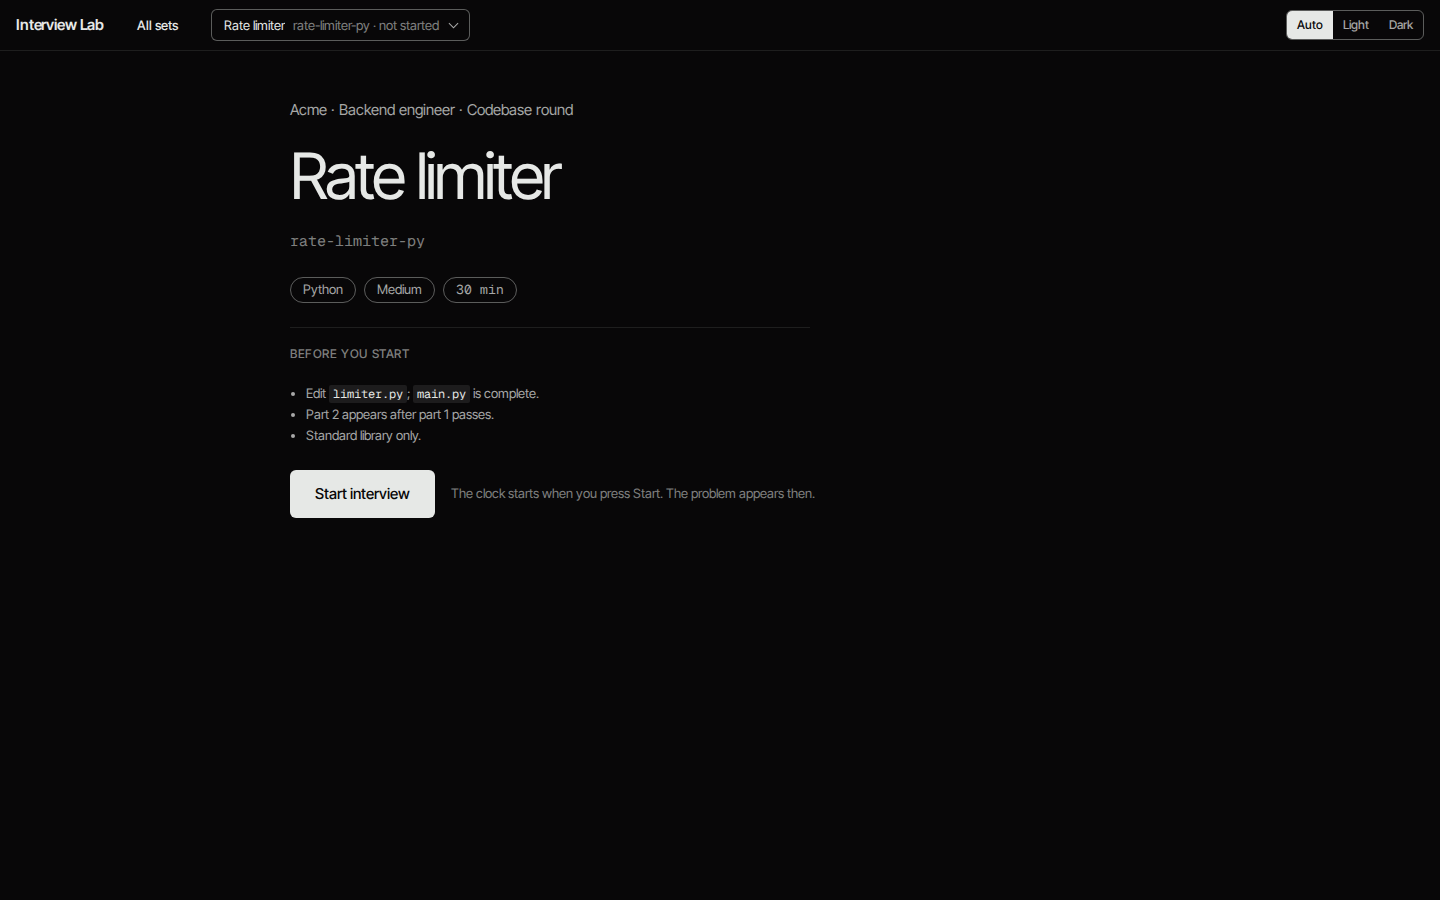 Interview Lab All sets Rate limiter rate-limiter-py · not started Auto Light Dark
Acme · Backend engineer · Codebase round
Rate limiter
rate-limiter-py
Python Medium 30 min
BEFORE YOU START
• Edit limiter.py; main.py is complete.
• Part 2 appears after part 1 passes.
• Standard library only.
Start interview The clock starts when you press Start. The problem appears then.